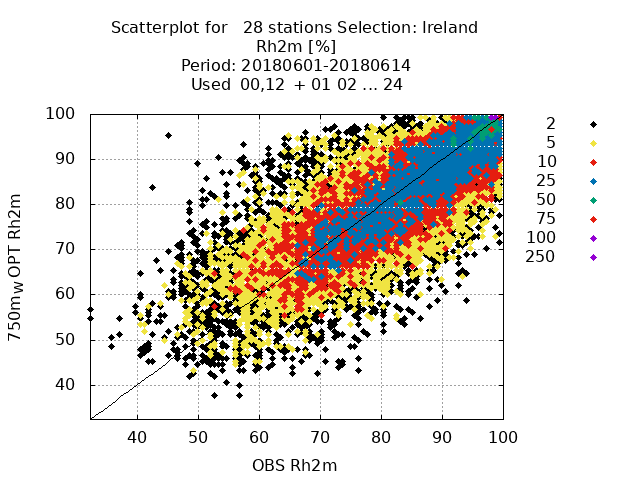 Scatterplot for 28 stations Selection: Ireland
Rh2m [%]
Period: 20180601-20180614
Used 00,12 + 01 02 ... 24
100
90
80
70
60
50
40
750m_W OPT Rh2m
40 50 60 70 80 90 100
OBS Rh2m
2
5
10
25
50
75
100
250